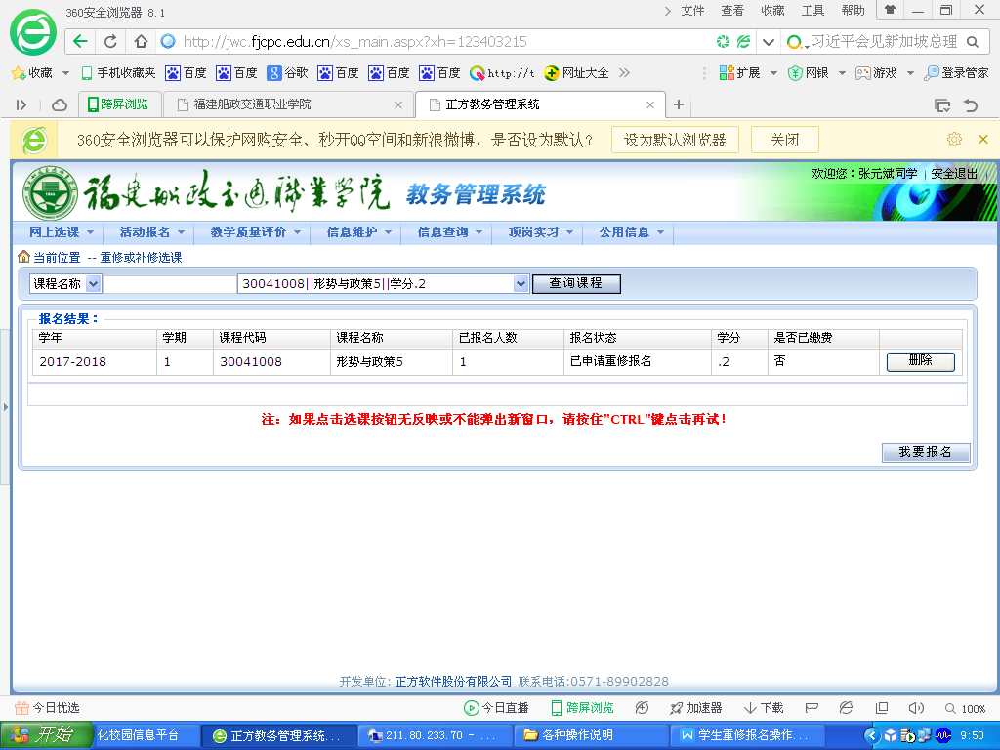 360安全浏览器 8.1
文件 查看 收藏 工具 帮助
http://jwc.fjcpc.edu.cn/xs_main.aspx?xh=123403215
习近平会见新加坡总理
收藏 手机收藏夹 百度 百度 谷歌 百度 百度 百度 http://t 网址大全 扩展 网银 游戏 登录管家
跨屏浏览 福建船政交通职业学院 正方教务管理系统
360安全浏览器可以保护网购安全、秒开QQ空间和新浪微博，是否设为默认? 设为默认浏览器 关闭
欢迎您：张元斌同学 安全退出
福建船政交通職業学院 教务管理系统
网上选课 活动报名 教学质量评价 信息维护 信息查询 顶岗实习 公用信息
当前位置 -- 重修或补修选课
课程名称 30041008||形势与政策5||学分.2 查询课程
报名结果：
学年 学期 课程代码 课程名称 已报名人数 报名状态 学分 是否已缴费
2017-2018 1 30041008 形势与政策5 1 已申请重修报名 .2 否 删除
注：如果点击选课按钮无反映或不能弹出新窗口，请按住"CTRL"键点击再试！
我要报名
开发单位：正方软件股份有限公司 联系电话:0571-89902828
今日优选 今日直播 跨屏浏览 加速器 下载 100%
开始 化校园信息平台 正方教务管理系统... 211.80.233.70 - ... 各种操作说明 学生重修报名操作... 9:50